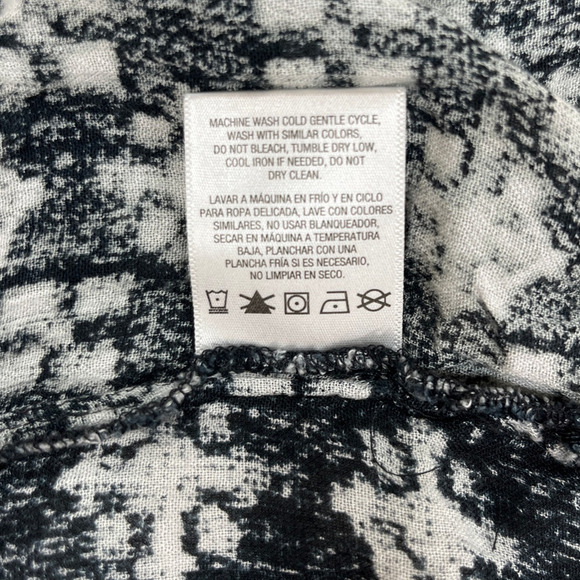 MACHINE WASH COLD GENTLE CYCLE,
WASH WITH SIMILAR COLORS,
DO NOT BLEACH, TUMBLE DRY LOW,
COOL IRON IF NEEDED, DO NOT
DRY CLEAN.
LAVAR A MÁQUINA EN FRÍO Y EN CICLO
PARA ROPA DELICADA, LAVE CON COLORES
SIMILARES, NO USAR BLANQUEADOR,
SECAR EN MÁQUINA A TEMPERATURA
BAJA, PLANCHAR CON UNA
PLANCHA FRÍA SI ES NECESARIO,
NO LIMPIAR EN SECO.